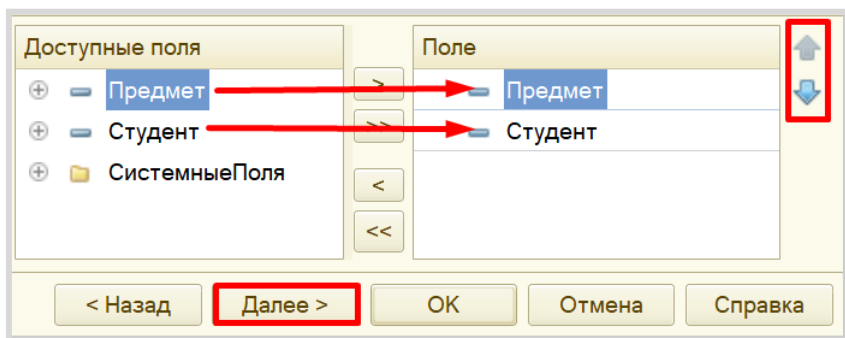 Доступные поля
Поле
Предмет
>
Предмет
Студент
>>
Студент
СистемныеПоля
<
<<
< Назад
Далее >
OK
Отмена
Справка